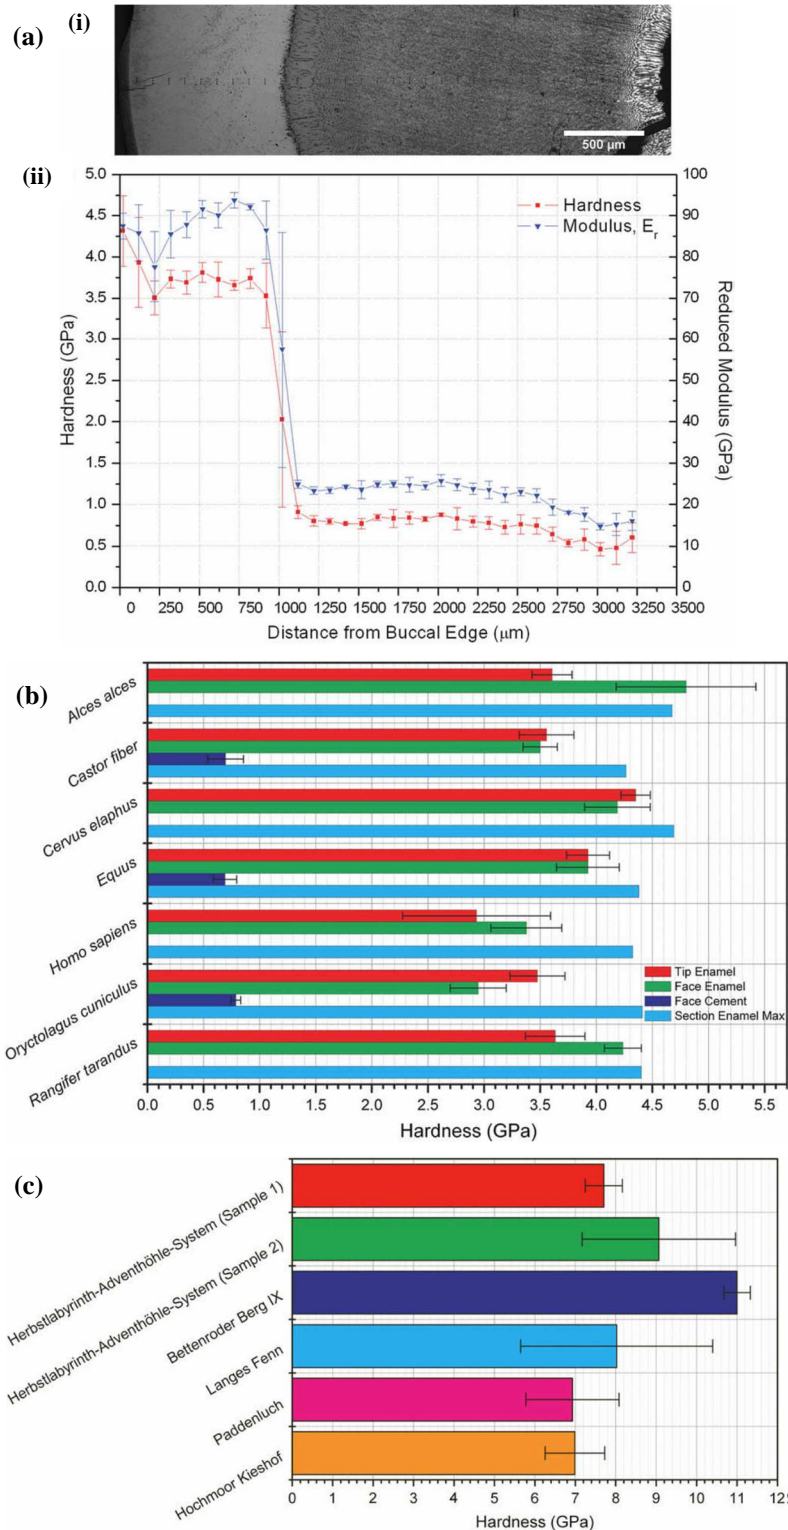 (a)
(i)
500 μm
(ii)
5.0
4.5
4.0
3.5
3.0
2.5
2.0
1.5
1.0
0.5
0.0
Hardness (GPa)
Hardness
Modulus, Er
100
90
80
70
60
50
40
30
20
10
0
Reduced Modulus (GPa)
0 250 500 750 1000 1250 1500 1750 2000 2250 2500 2750 3000 3250 3500
Distance from Buccal Edge (μm)
(b)
Alces alces
Castor fiber
Cervus elaphus
Equus
Homo sapiens
Oryctolagus cuniculus
Rangifer tarandus
Tip Enamel
Face Enamel
Face Cement
Section Enamel Max
0.0 0.5 1.0 1.5 2.0 2.5 3.0 3.5 4.0 4.5 5.0 5.5
Hardness (GPa)
(c)
Herbstlabyrinth-Adventhöhle-System (Sample 1)
Herbstlabyrinth-Adventhöhle-System (Sample 2)
Bettenroder Berg IX
Langes Fenn
Paddenluch
Hochmoor Kieshof
0 1 2 3 4 5 6 7 8 9 10 11
Hardness (GPa)